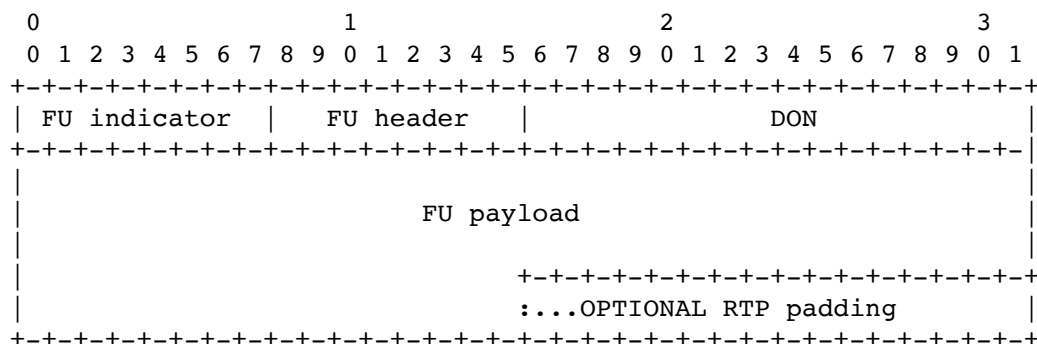 0                   1                   2                   3
 0 1 2 3 4 5 6 7 8 9 0 1 2 3 4 5 6 7 8 9 0 1 2 3 4 5 6 7 8 9 0 1
+-+-+-+-+-+-+-+-+-+-+-+-+-+-+-+-+-+-+-+-+-+-+-+-+-+-+-+-+-+-+-+-+
| FU indicator  |   FU header   |               DON             |
+-+-+-+-+-+-+-+-+-+-+-+-+-+-+-+-+-+-+-+-+-+-+-+-+-+-+-+-+-+-+-+-|
|                                                               |
|                         FU payload                            |
|                                                               |
|                               +-+-+-+-+-+-+-+-+-+-+-+-+-+-+-+-+
|                               :...OPTIONAL RTP padding        |
+-+-+-+-+-+-+-+-+-+-+-+-+-+-+-+-+-+-+-+-+-+-+-+-+-+-+-+-+-+-+-+-+